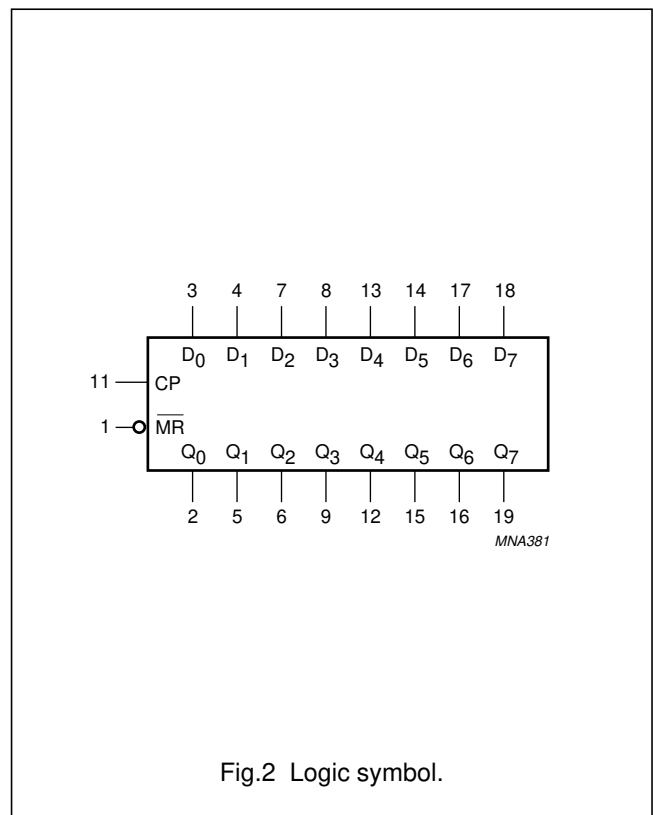 3 4 7 8 13 14 17 18
D0 D1 D2 D3 D4 D5 D6 D7
11 CP
1 M̅R̅
Q0 Q1 Q2 Q3 Q4 Q5 Q6 Q7
2 5 6 9 12 15 16 19
MNA381
Fig.2 Logic symbol.